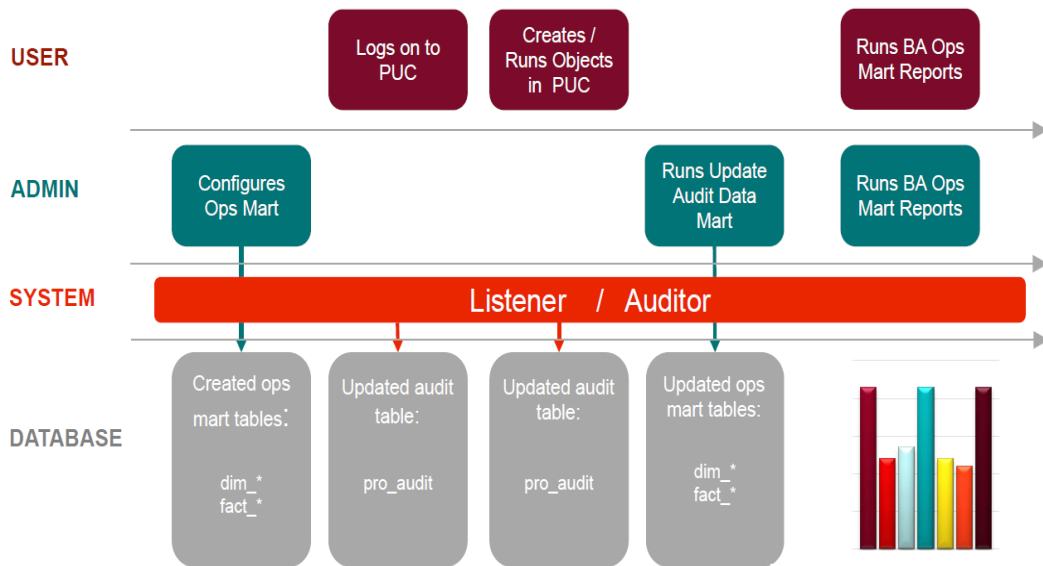 USER
Logs on to
PUC
Creates /
Runs Objects
in PUC
Runs BA Ops
Mart Reports
ADMIN
Configures
Ops Mart
Runs Update
Audit Data
Mart
Runs BA Ops
Mart Reports
SYSTEM
Listener / Auditor
DATABASE
Created ops
mart tables:
dim_*
fact_*
Updated audit
table:
pro_audit
Updated audit
table:
pro_audit
Updated ops
mart tables:
dim_*
fact_*